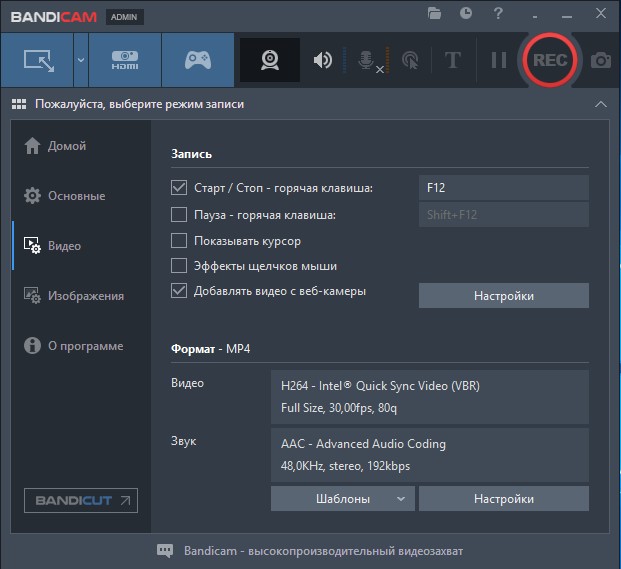 BANDICAM ADMIN ?
HDMI T REC
Пожалуйста, выберите режим записи
Домой
Основные
Видео
Изображения
О программе
BANDICUT
Запись
Старт / Стоп - горячая клавиша: F12
Пауза - горячая клавиша: Shift+F12
Показывать курсор
Эффекты щелчков мыши
Добавлять видео с веб-камеры
Настройки
Формат - MP4
Видео
H264 - Intel® Quick Sync Video (VBR)
Full Size, 30,00fps, 80q
Звук
AAC - Advanced Audio Coding
48,0KHz, stereo, 192kbps
Шаблоны Настройки
Bandicam - высокопроизводительный видеозахват